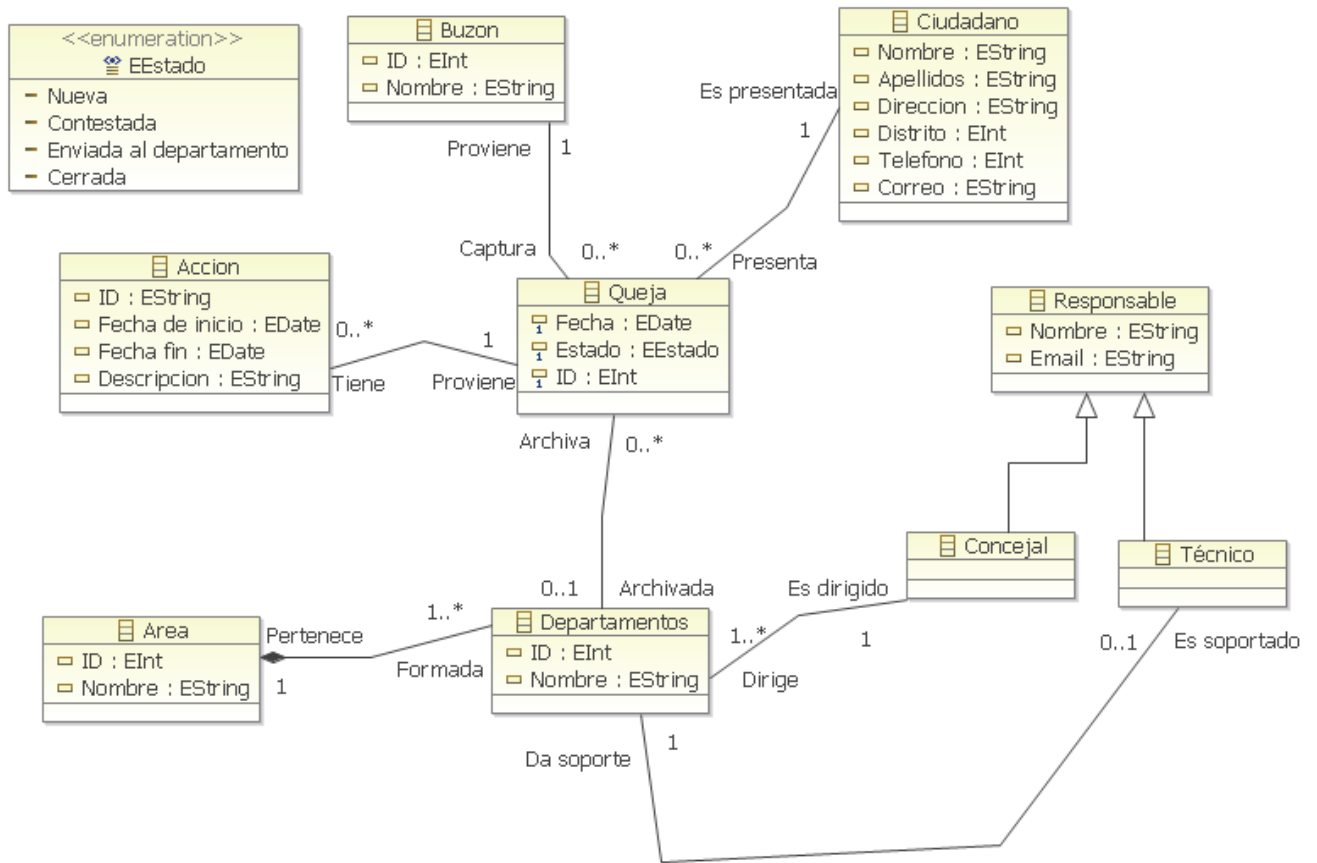 <<enumeration>>
EEstado
Nueva
Contestada
Enviada al departamento
Cerrada
Buzon
ID : EInt
Nombre : EString
Ciudadano
Nombre : EString
Apellidos : EString
Direccion : EString
Distrito : EInt
Telefono : EInt
Correo : EString
Es presentada
1
Proviene
1
Captura
0..*
0..*
Presenta
Accion
ID : EString
Fecha de inicio : EDate
Fecha fin : EDate
Descripcion : EString
0..*
Tiene
1
Proviene
Queja
Fecha : EDate
Estado : EEstado
ID : EInt
Responsable
Nombre : EString
Email : EString
Archiva
0..*
Concejal
Técnico
0..1
Archivada
Es dirigido
1
Area
ID : EInt
Nombre : EString
Pertenece
1
1..*
Formada
Departamentos
ID : EInt
Nombre : EString
1..*
Dirige
0..1
Es soportado
Da soporte
1